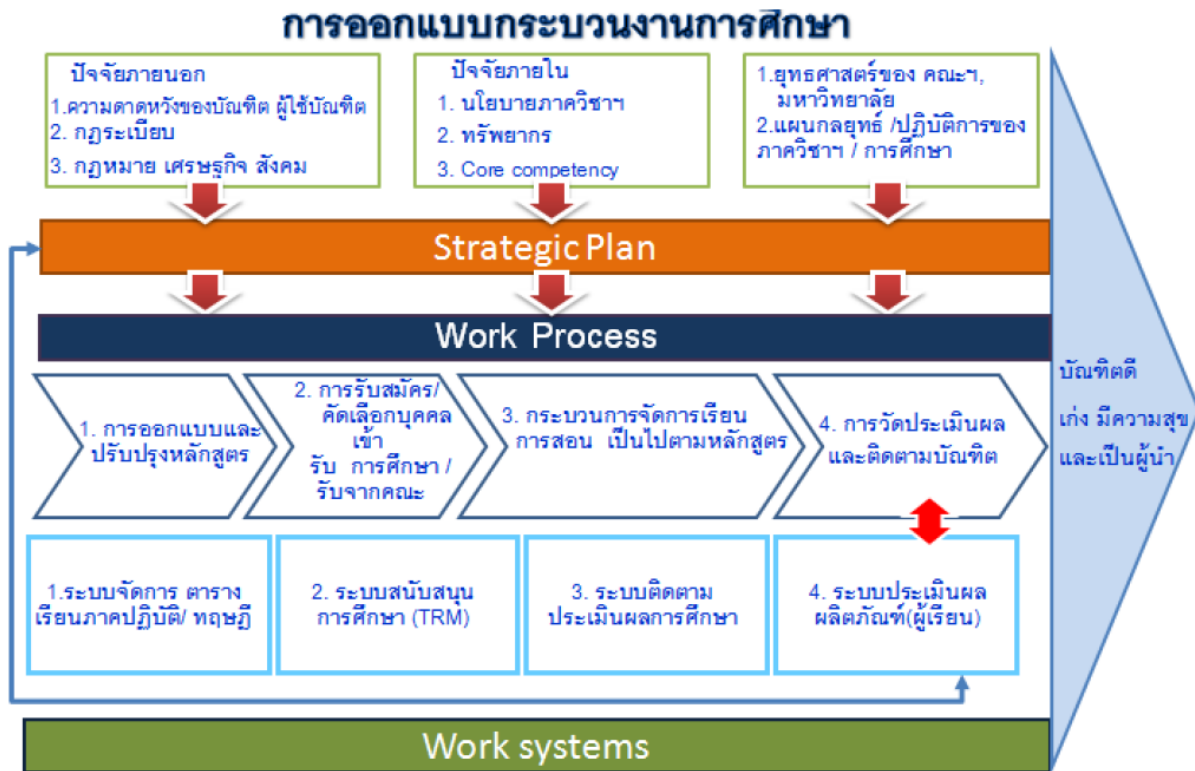 การออกแบบกระบวนงานการศึกษา
ปัจจัยภายนอก
1.ความดาดหวังของบัณฑิต ผู้ใช้บัณฑิต
2. กฎระเบียบ
3. กฎหมาย เศรษฐกิจ สังคม
ปัจจัยภายใน
1. นโยบายภาควิชาฯ
2. ทรัพยากร
3. Core competency
1.ยุทธศาสตร์ของ คณะฯ,
มหาวิทยาลัย
2.แผนกลยุทธ์ /ปฏิบัติการของ
ภาควิชาฯ / การศึกษา
Strategic Plan
Work Process
1. การออกแบบและ
ปรับปรุงหลักสูตร
2. การรับสมัคร/
คัดเลือกบุคคล
เข้า
รับ การศึกษา /
รับจากคณะ
3. กระบวนการจัดการเรียน
การสอน เป็นไปตามหลักสูตร
4. การวัดประเมินผล
และติดตามบัณฑิต
บัณฑิตดี
เก่ง มีความสุข
และเป็นผู้นำ
1.ระบบจัดการ ตาราง
เรียนภาคปฏิบัติ/ ทฤษฎี
2. ระบบสนับสนุน
การศึกษา (TRM)
3. ระบบติดตาม
ประเมินผลการศึกษา
4. ระบบประเมินผล
ผลิตภัณฑ์(ผู้เรียน)
Work systems